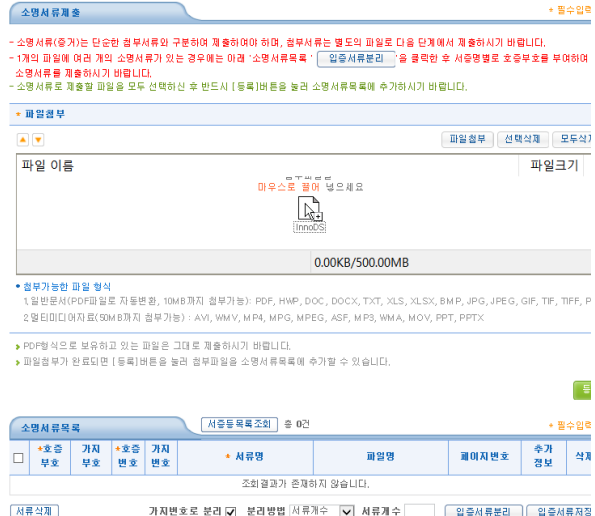 소명서류제출
* 필수입력
- 소명서류(증거)는 단순한 첨부서류와 구분하여 제출하여야 하며, 첨부서류는 별도의 파일로 다음 단계에서 제출하시기 바랍니다.
- 1개의 파일에 여러 개의 소명서류가 있는 경우에는 아래 '소명서류목록 ' 입증서류분리 '을 클릭한 후 서증명별로 호증부호를 부여하여
소명서류를 제출하시기 바랍니다.
- 소명서류로 제출할 파일을 모두 선택하신 후 반드시 [등록]버튼을 눌러 소명서류목록에 추가하시기 바랍니다.
* 파일첨부
파일첨부 선택삭제 모두삭제
파일 이름 파일크기
마우스로 끌어 넣으세요
InnoDS
0.00KB/500.00MB
• 첨부가능한 파일 형식
1.일반문서(PDF파일로 자동변환, 10MB까지 첨부가능): PDF, HWP, DOC, DOCX, TXT, XLS, XLSX, BMP, JPG, JPEG, GIF, TIF, TIFF, P
2.멀티미디어자료(50MB까지 첨부가능) : AVI, WMV, MP4, MPG, MPEG, ASF, MP3, WMA, MOV, PPT, PPTX
> PDF형식으로 보유하고 있는 파일은 그대로 제출하시기 바랍니다.
> 파일첨부가 완료되면 [등록]버튼을 눌러 첨부파일을 소명서류목록에 추가할 수 있습니다.
등
소명서류목록 서증등록조회 총 0건 * 필수입력
*호증부호 가지부호 *호증번호 가지번호 * 서류명 파일명 페이지번호 추가정보 삭제
조회결과가 존재하지 않습니다.
서류삭제 가지번호로 분리 분리방법 서류개수 서류개수 입증서류분리 입증서류저장